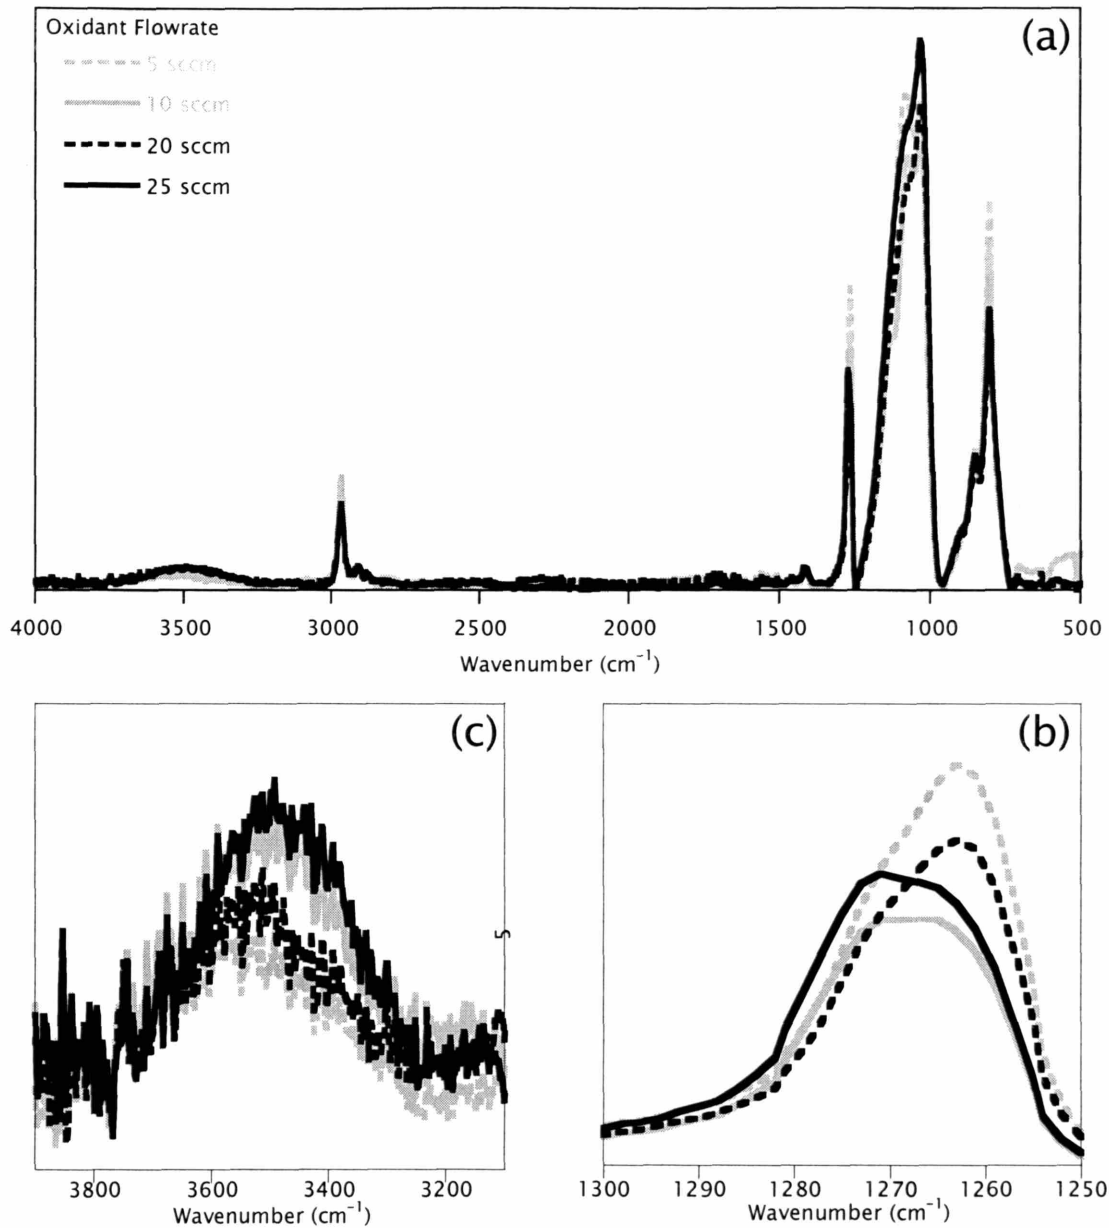 Oxidant Flowrate
(a)
5 sccm
10 sccm
20 sccm
25 sccm
4000 3500 3000 2500 2000 1500 1000 500
Wavenumber (cm⁻¹)
(c)
5
3800 3600 3400 3200
Wavenumber (cm⁻¹)
(b)
1300 1290 1280 1270 1260 1250
Wavenumber (cm⁻¹)